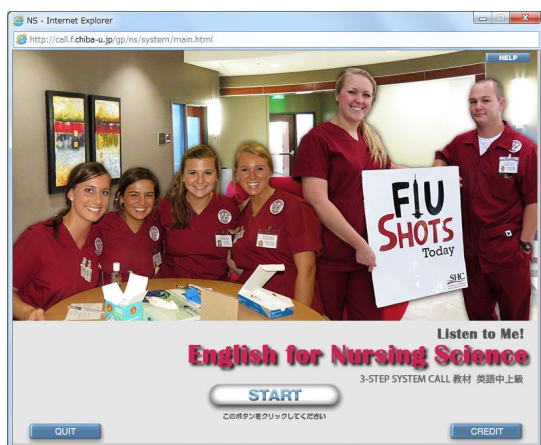 NS - Internet Explorer
http://call.f.chiba-u.jp/gp/ns/system/main.html
HELP
FlU
SHOTS
Today
SHC
Listen to Me!
English for Nursing Science
3-STEP SYSTEM CALL 教材 英語中上級
START
このボタンをクリックしてください
QUIT
CREDIT